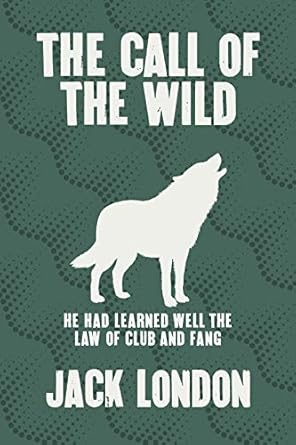 THE CALL OF
THE WILD
HE HAD LEARNED WELL THE
LAW OF CLUB AND FANG
JACK LONDON